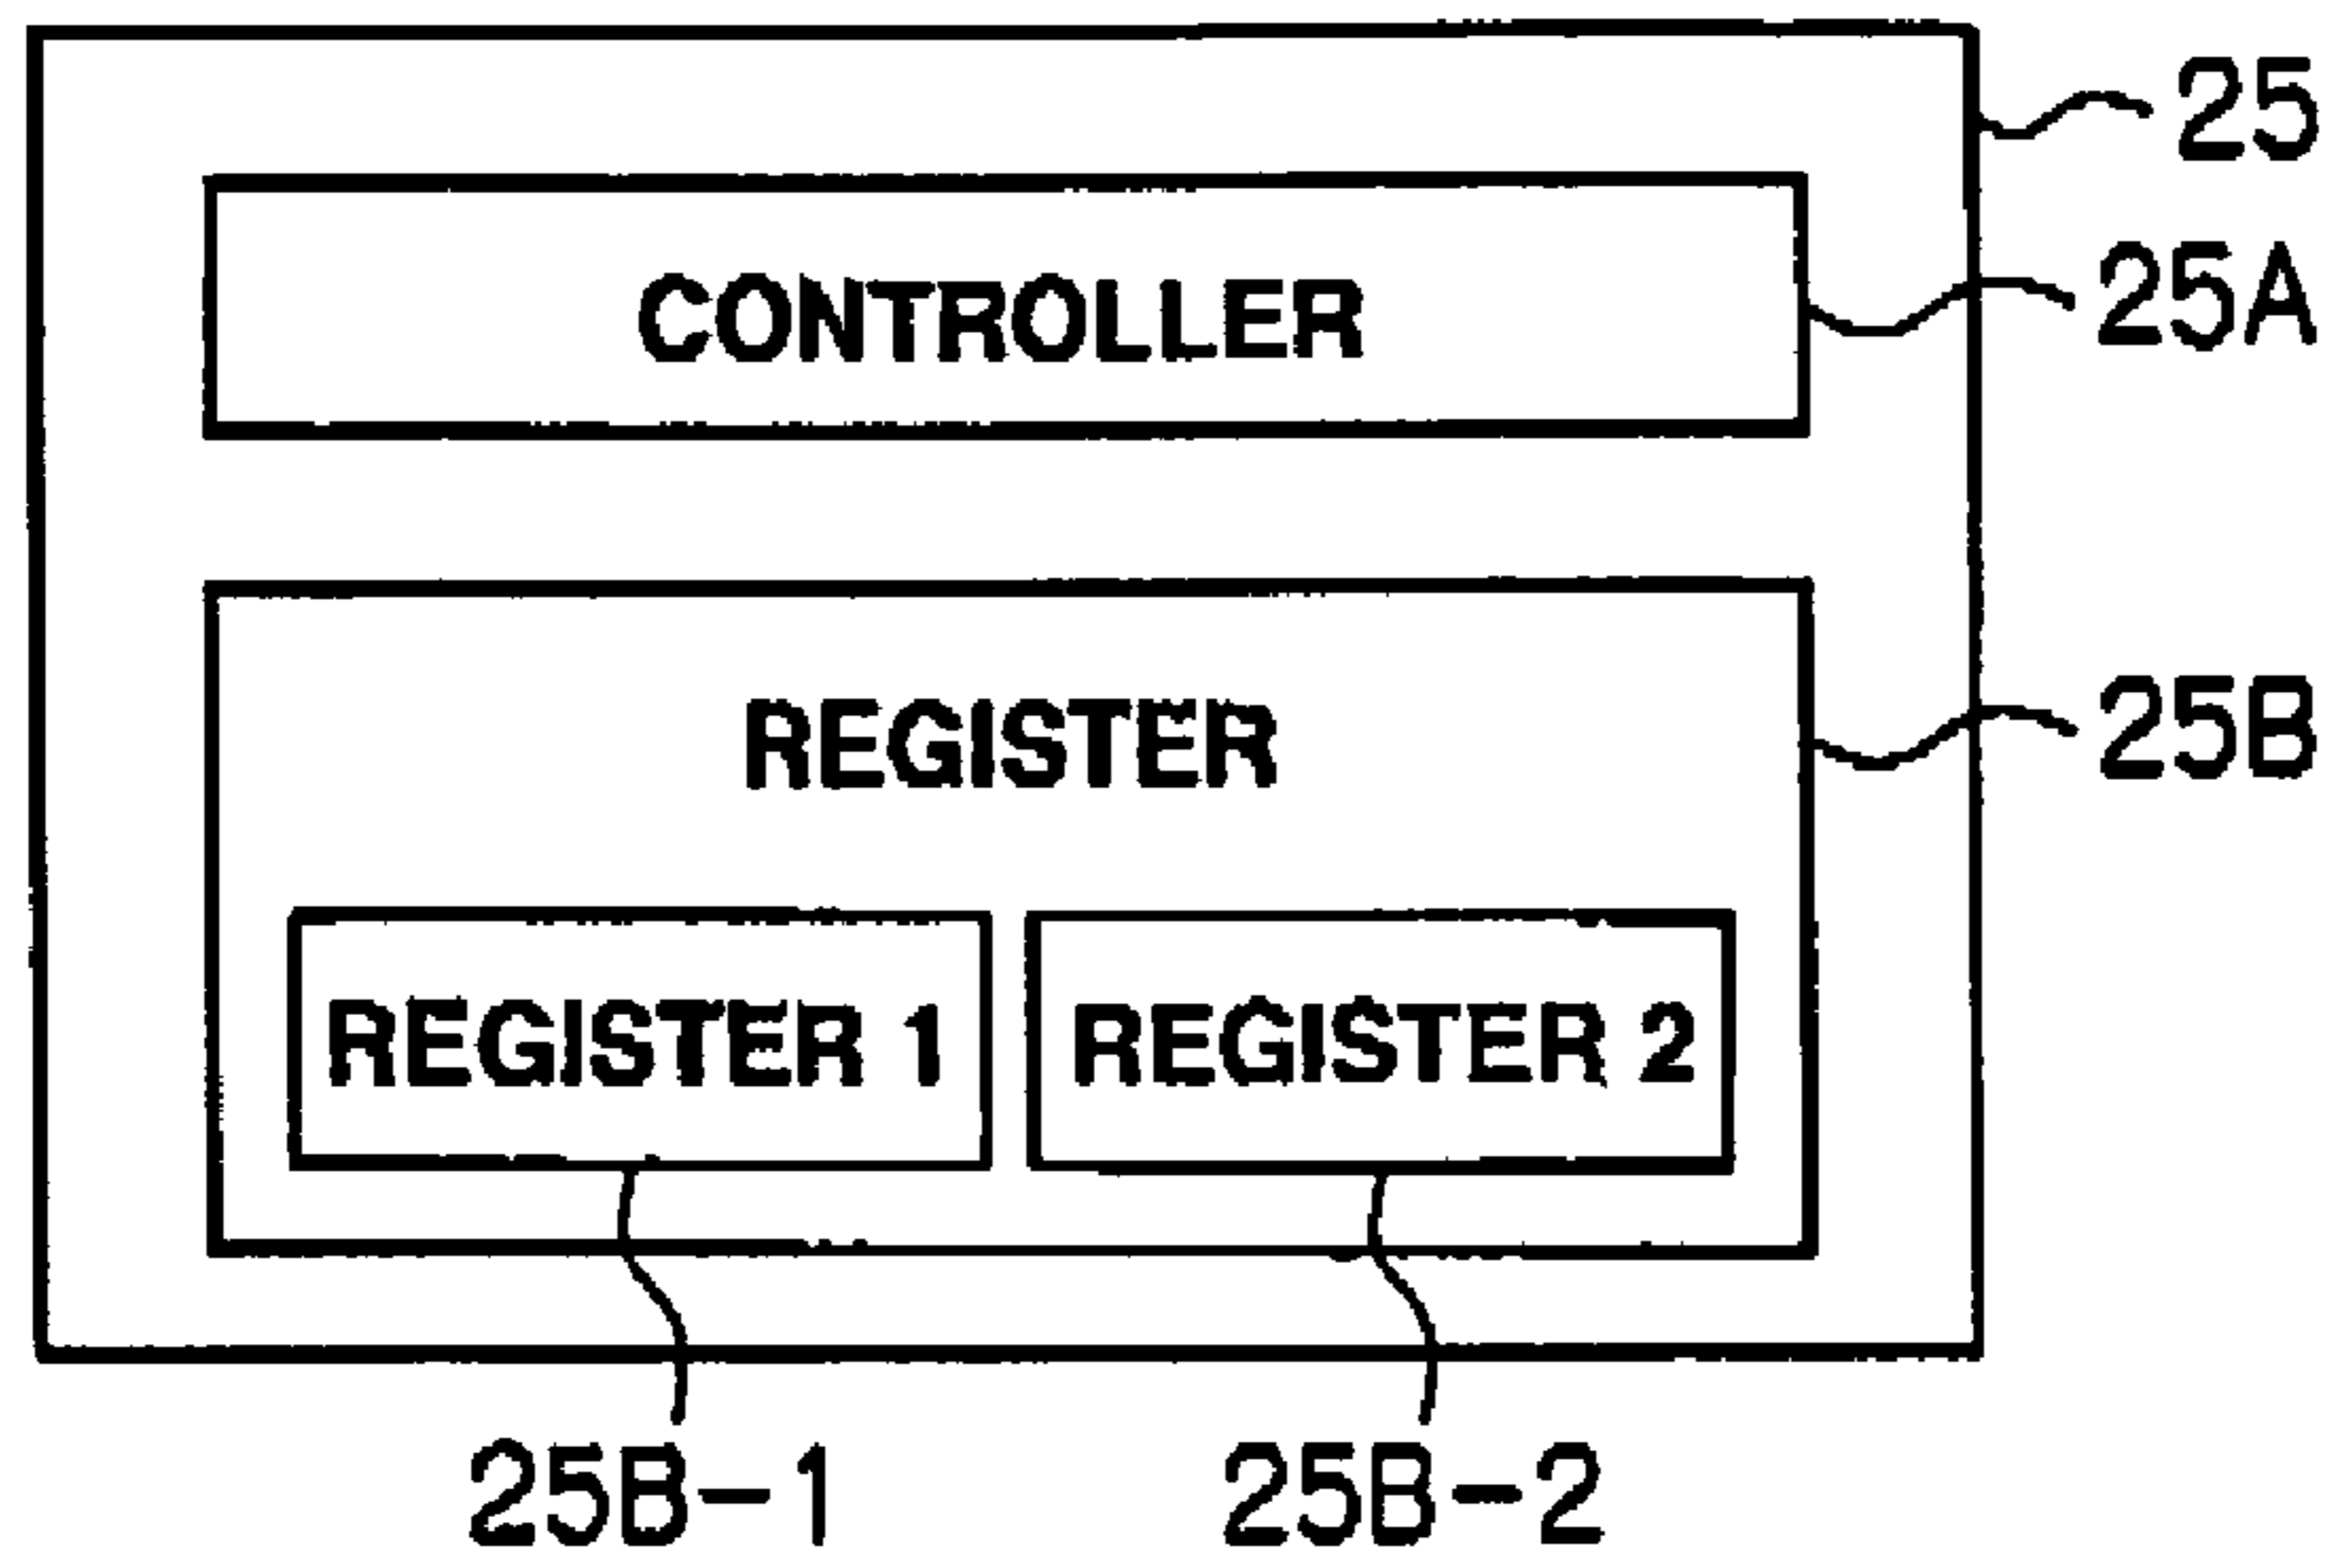 25
CONTROLLER
25A
REGISTER
25B
REGISTER 1
REGISTER 2
25B-1
25B-2